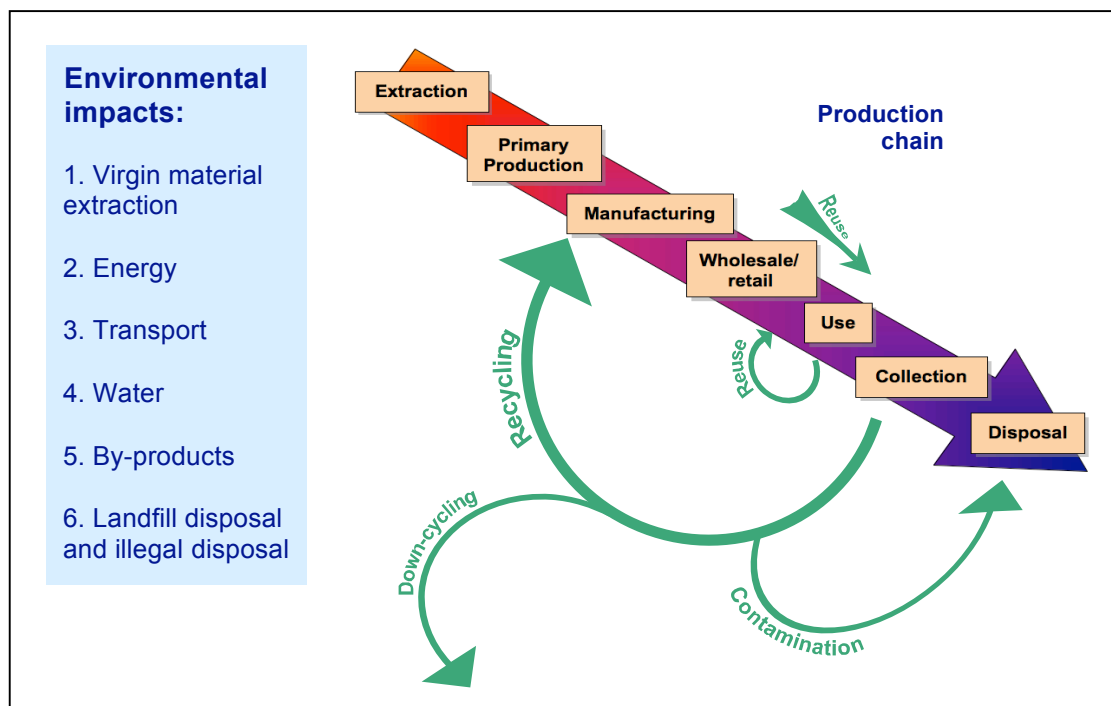 Environmental
impacts:
1. Virgin material
extraction
2. Energy
3. Transport
4. Water
5. By-products
6. Landfill disposal
and illegal disposal
Production
chain
Extraction
Primary
Production
Manufacturing
Wholesale/
retail
Use
Collection
Disposal
Reuse
Reuse
Recycling
Down-cycling
Contamination